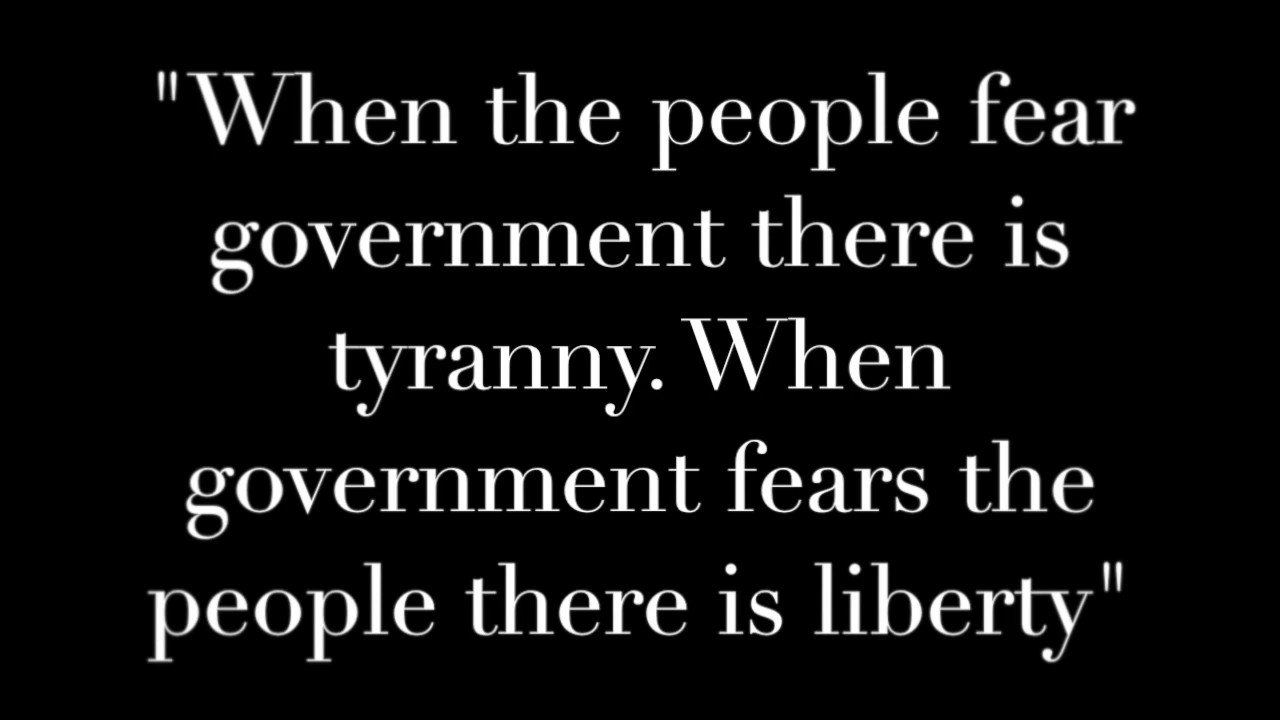 "When the people fear
government there is
tyranny. When
government fears the
people there is liberty"